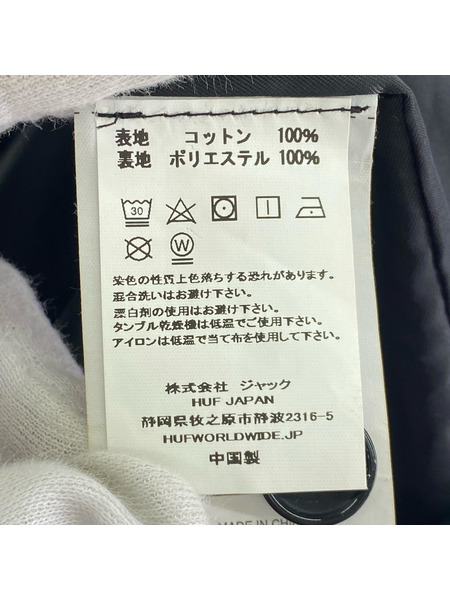 表地 コットン 100%
裏地 ポリエステル 100%
30
W
染色の性質上色落ちする恐れがあります。
混合洗いはお避け下さい。
漂白剤の使用はお避け下さい。
タンブル乾燥機は低温でご使用下さい。
アイロンは低温で当て布を使用して下さい。
株式会社 ジャック
HUF JAPAN
静岡県牧之原市静波2316-5
HUFWORLDWIDE.JP
中国製
MADE IN